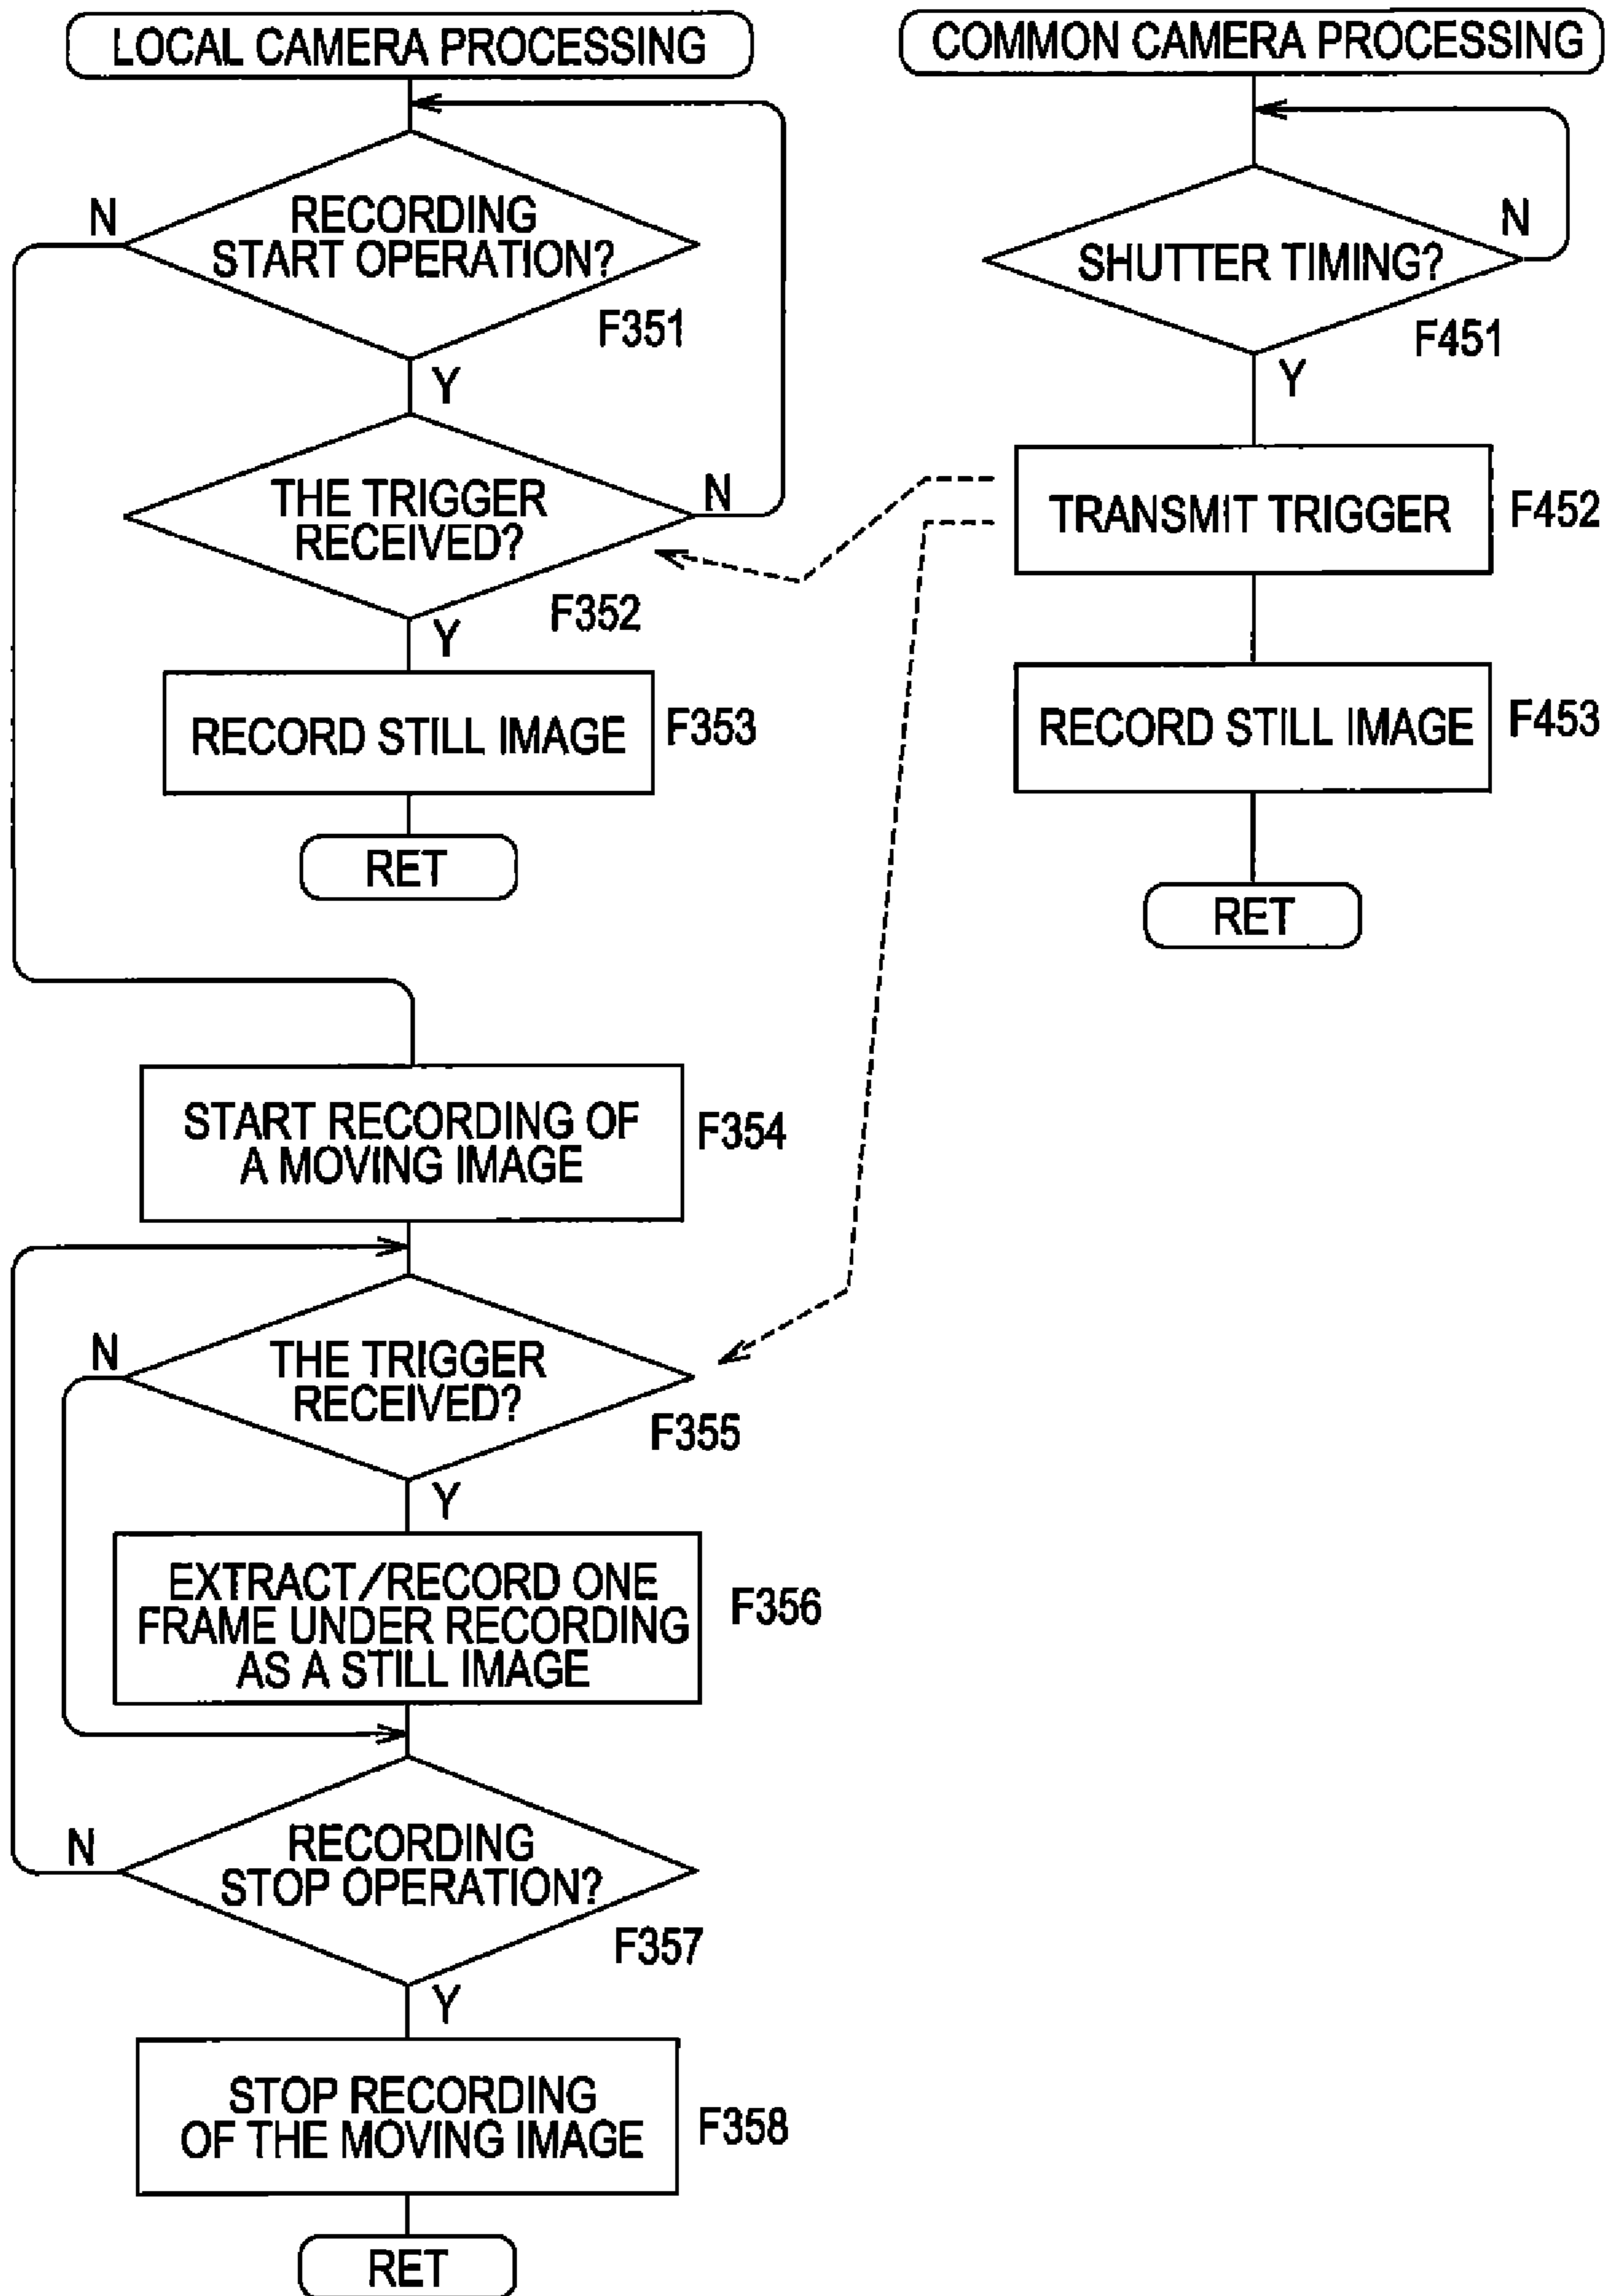 LOCAL CAMERA PROCESSING
N
RECORDING
START OPERATION?
F351
Y
THE TRIGGER
RECEIVED?
N
F352
Y
RECORD STILL IMAGE
F353
RET
START RECORDING OF
A MOVING IMAGE
F354
N
THE TRIGGER
RECEIVED?
F355
Y
EXTRACT/RECORD ONE
FRAME UNDER RECORDING
AS A STILL IMAGE
F356
N
RECORDING
STOP OPERATION?
F357
Y
STOP RECORDING
OF THE MOVING IMAGE
F358
RET
COMMON CAMERA PROCESSING
SHUTTER TIMING?
N
F451
Y
TRANSMIT TRIGGER
F452
RECORD STILL IMAGE
F453
RET